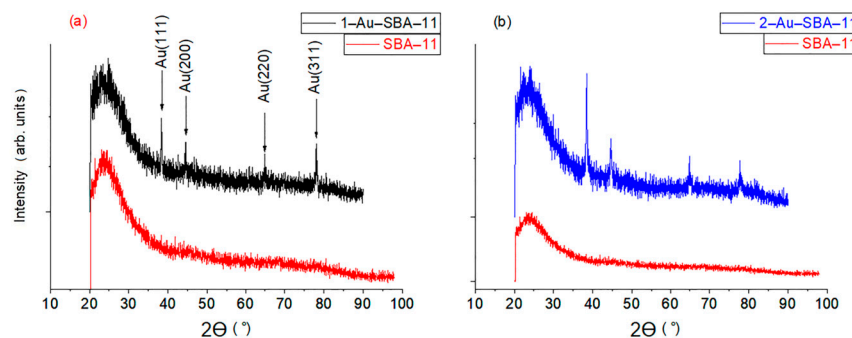 (a)
1–Au–SBA–11
SBA–11
Au(111)
Au(200)
Au(220)
Au(311)
Intensity (arb. units)
10 20 30 40 50 60 70 80 90 100
2Θ (°)
(b)
2–Au–SBA–11
SBA–11
10 20 30 40 50 60 70 80 90 100
2Θ (°)